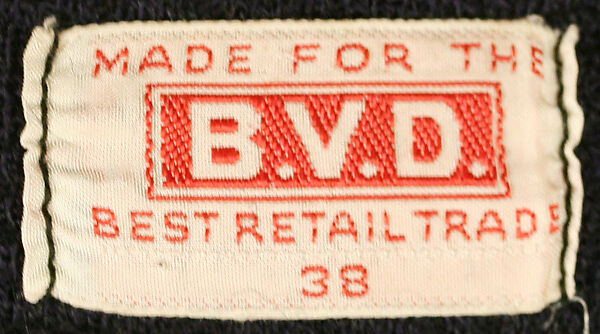 MADE FOR THE
B.V.D.
BEST RETAIL TRADE
38